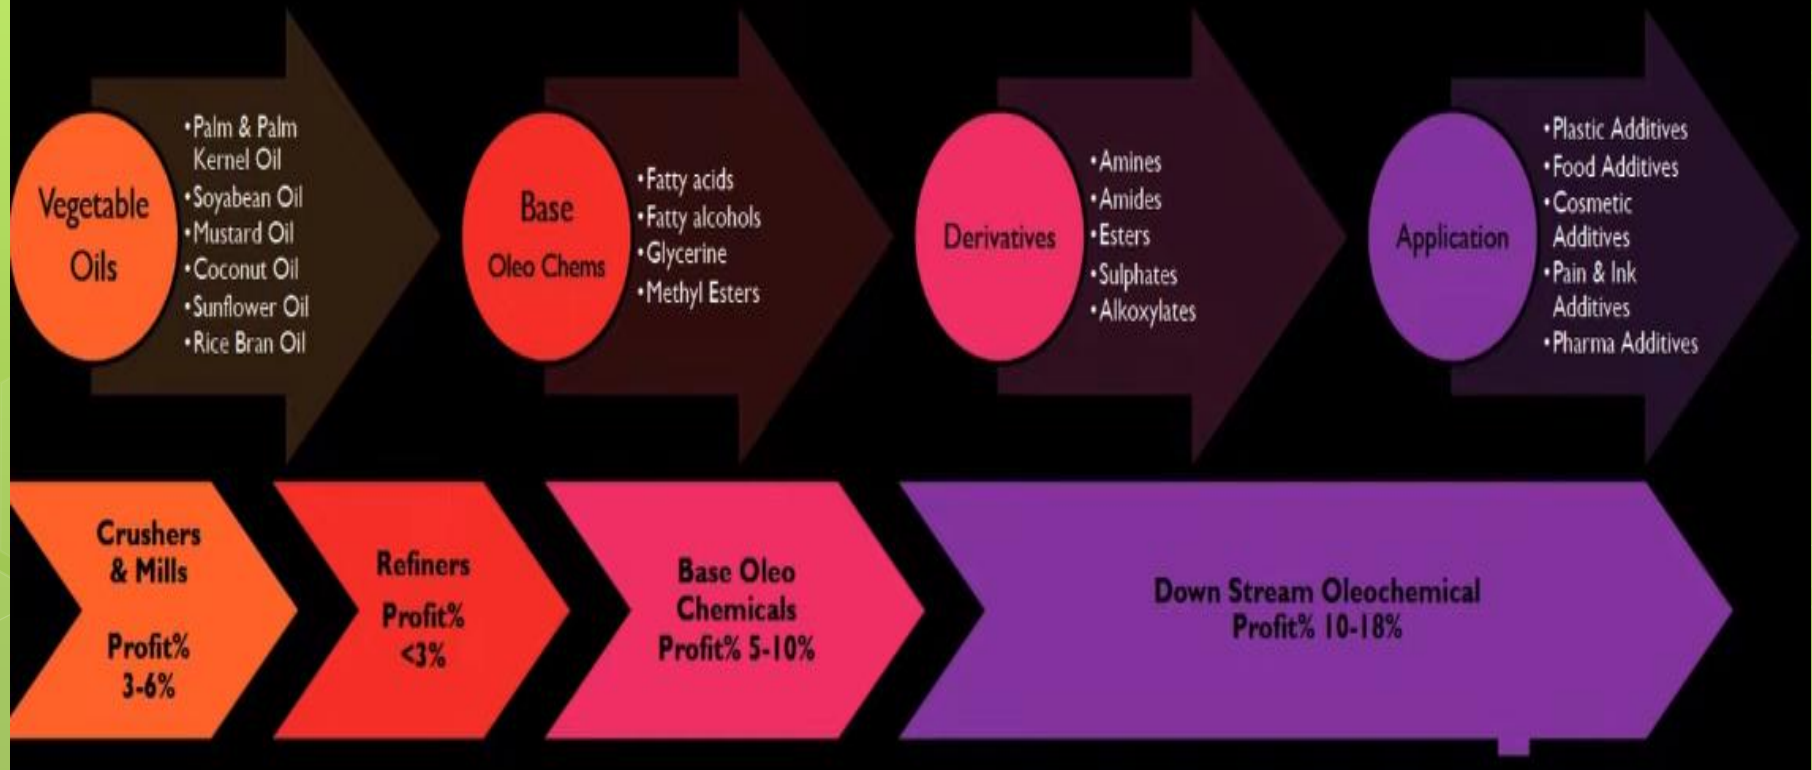 Vegetable
Oils
•Palm & Palm
Kernel Oil
•Soyabean Oil
•Mustard Oil
•Coconut Oil
•Sunflower Oil
•Rice Bran Oil
Base
Oleo Chems
•Fatty acids
•Fatty alcohols
•Glycerine
•Methyl Esters
Derivatives
•Amines
•Amides
•Esters
•Sulphates
•Alkoxylates
Application
•Plastic Additives
•Food Additives
•Cosmetic
Additives
•Pain & Ink
Additives
•Pharma Additives
Crushers
& Mills
Profit%
3-6%
Refiners
Profit%
<3%
Base Oleo
Chemicals
Profit% 5-10%
Down Stream Oleochemical
Profit% 10-18%